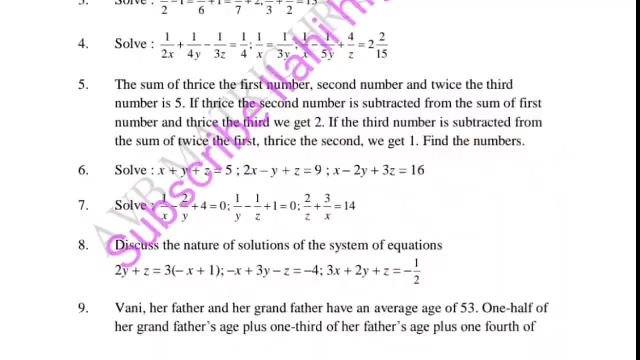 4. Solve : 1/2x + 1/4y - 1/3z = 1/4; 1/x = 1/3y; 1/x - 1/5y + 4/z = 2 2/15
5. The sum of thrice the first number, second number and twice the third
number is 5. If thrice the second number is subtracted from the sum of first
number and thrice the third we get 2. If the third number is subtracted from
the sum of twice the first, thrice the second, we get 1. Find the numbers.
6. Solve : x + y + z = 5 ; 2x – y + z = 9 ; x – 2y + 3z = 16
7. Solve : 1/x - 2/y + 4 = 0; 1/y - 1/z + 1 = 0; 2/z + 3/x = 14
8. Discuss the nature of solutions of the system of equations
2y + z = 3(– x + 1); –x + 3y – z = –4; 3x + 2y + z = –1/2
9. Vani, her father and her grand father have an average age of 53. One-half of
her grand father's age plus one-third of her father's age plus one fourth of
Subscribe